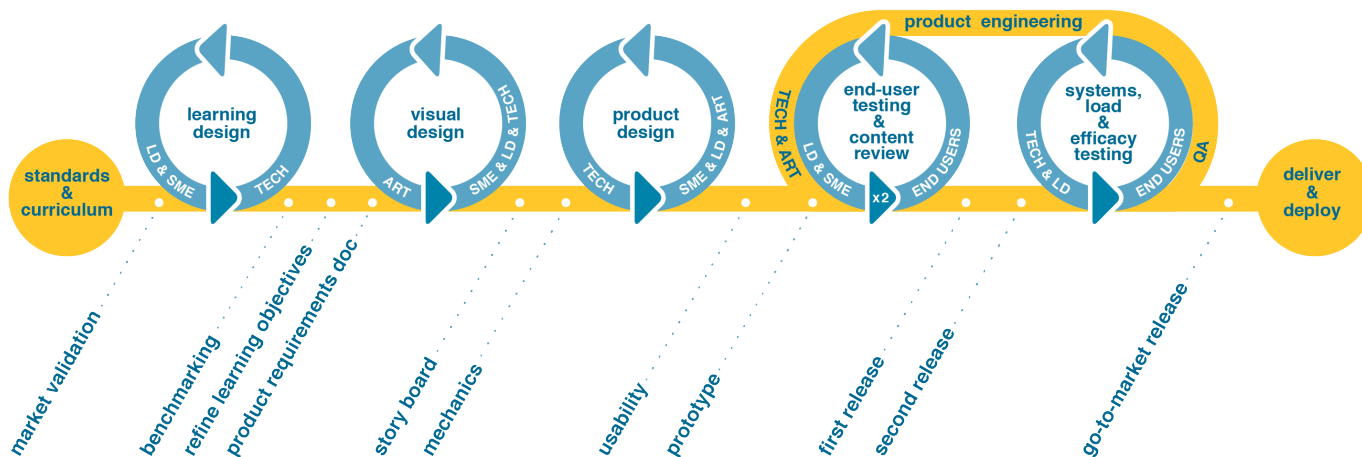 product engineering
standards
&
curriculum
learning
design
LD & SME
TECH
visual
design
ART
SME & LD & TECH
product
design
TECH
SME & LD & ART
TECH & ART
end-user
testing
&
content
review
LD & SME
END USERS
x2
systems,
load
&
efficacy
testing
TECH & LD
END USERS
QA
deliver
&
deploy
market validation
benchmarking
refine learning objectives
product requirements doc
story board
mechanics
usability
prototype
first release
second release
go-to-market release